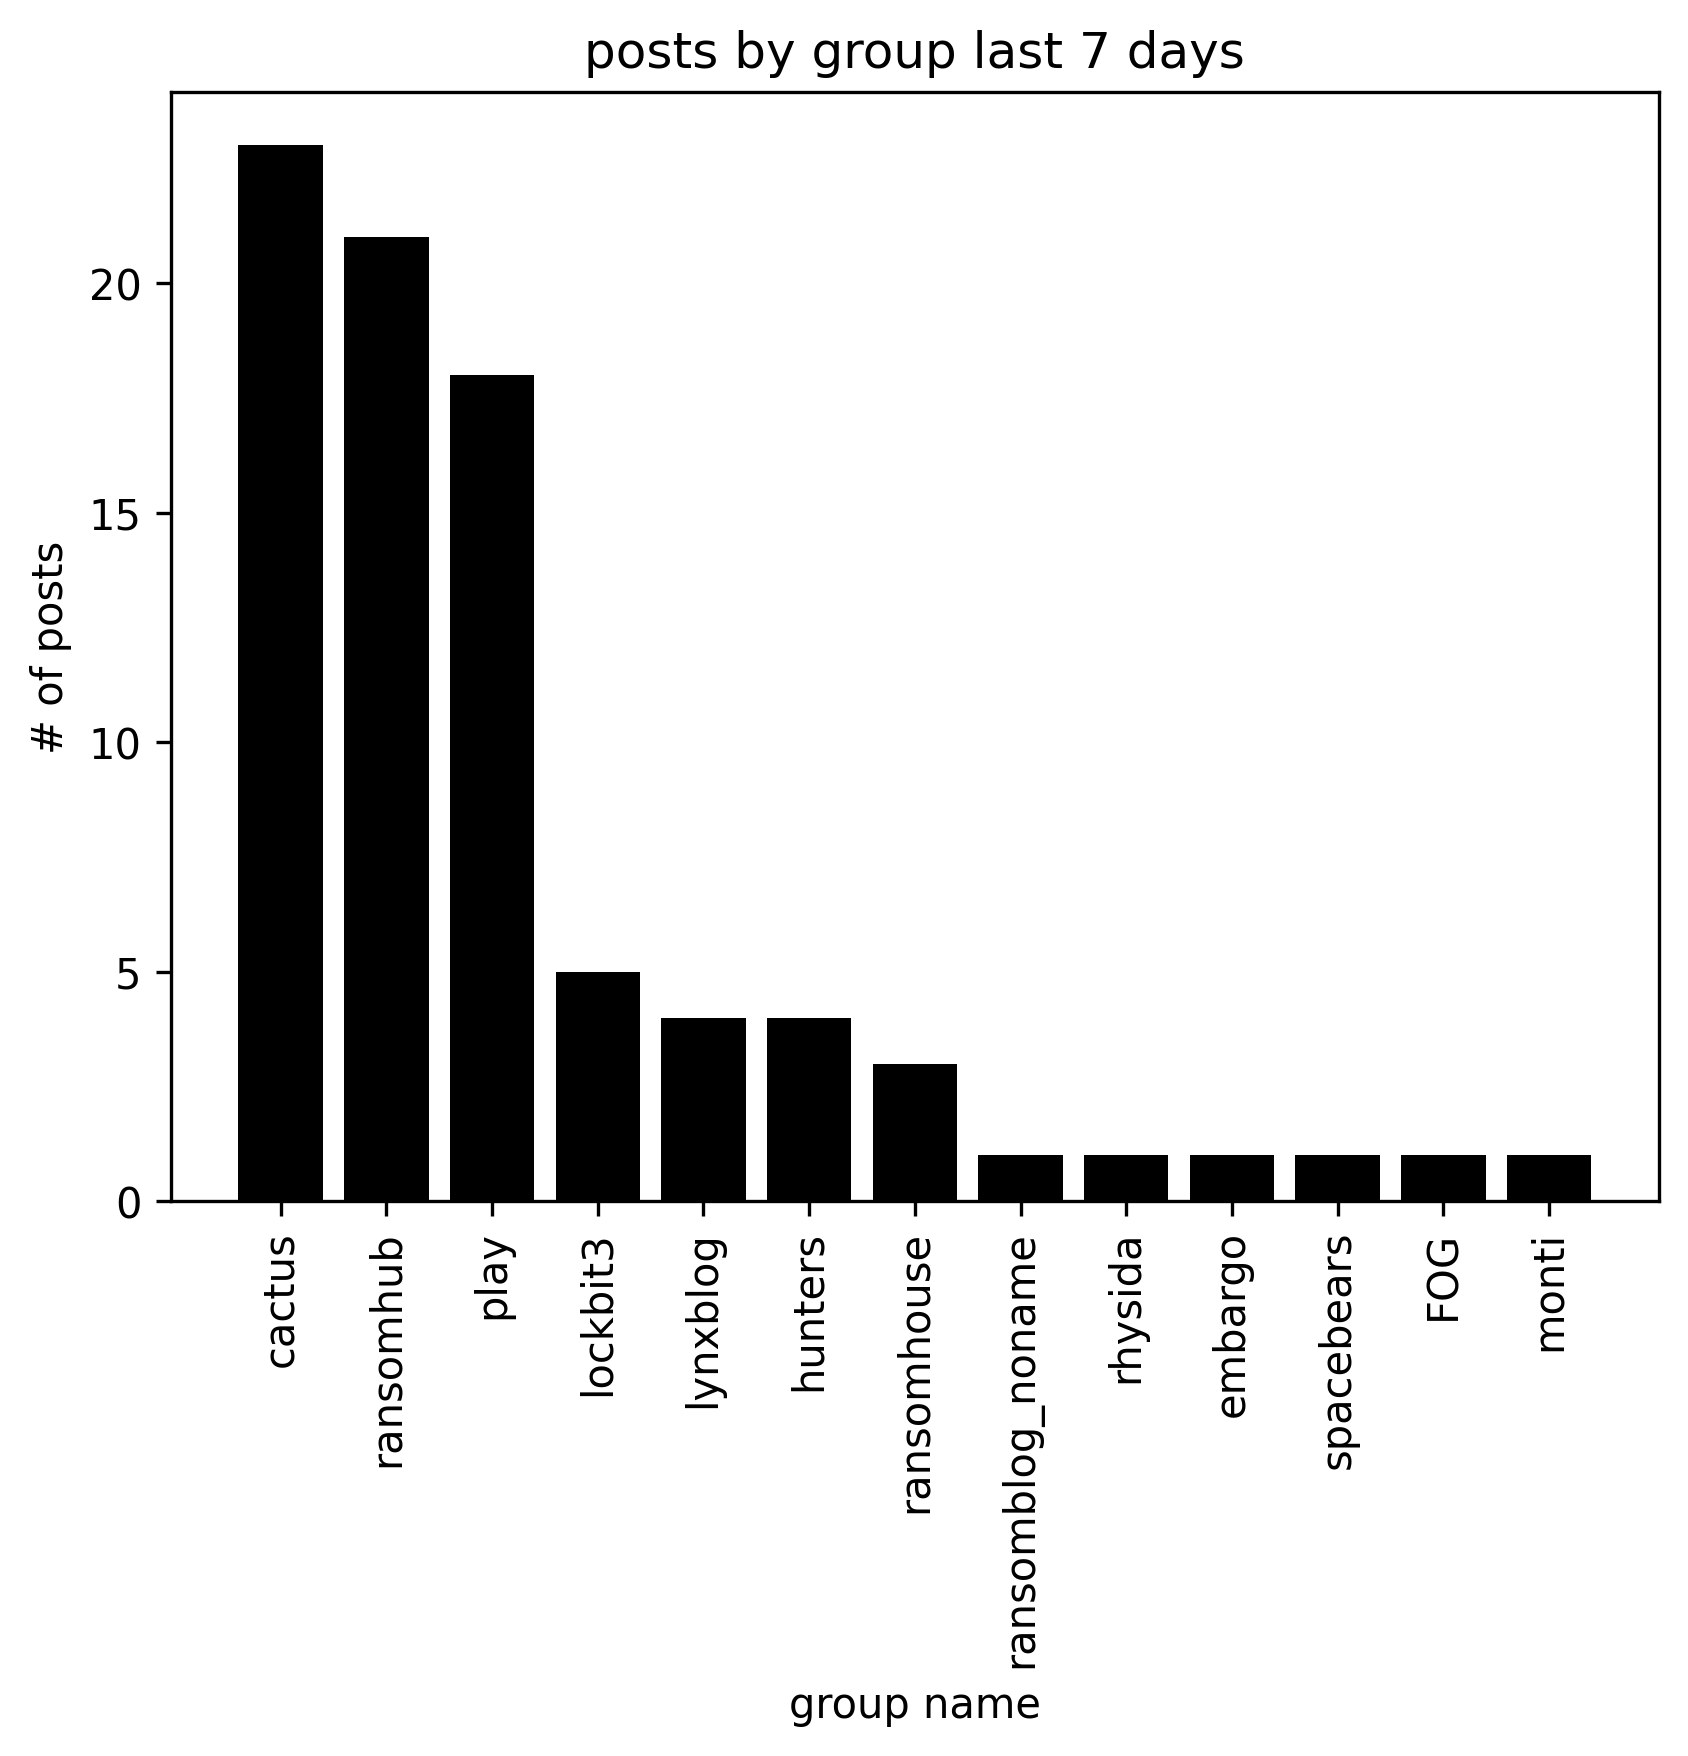 posts by group last 7 days
# of posts
20
15
10
5
0
cactus
ransomhub
play
lockbit3
lynxblog
hunters
ransomhouse
ransomblog_noname
rhysida
embargo
spacebears
FOG
monti
group name